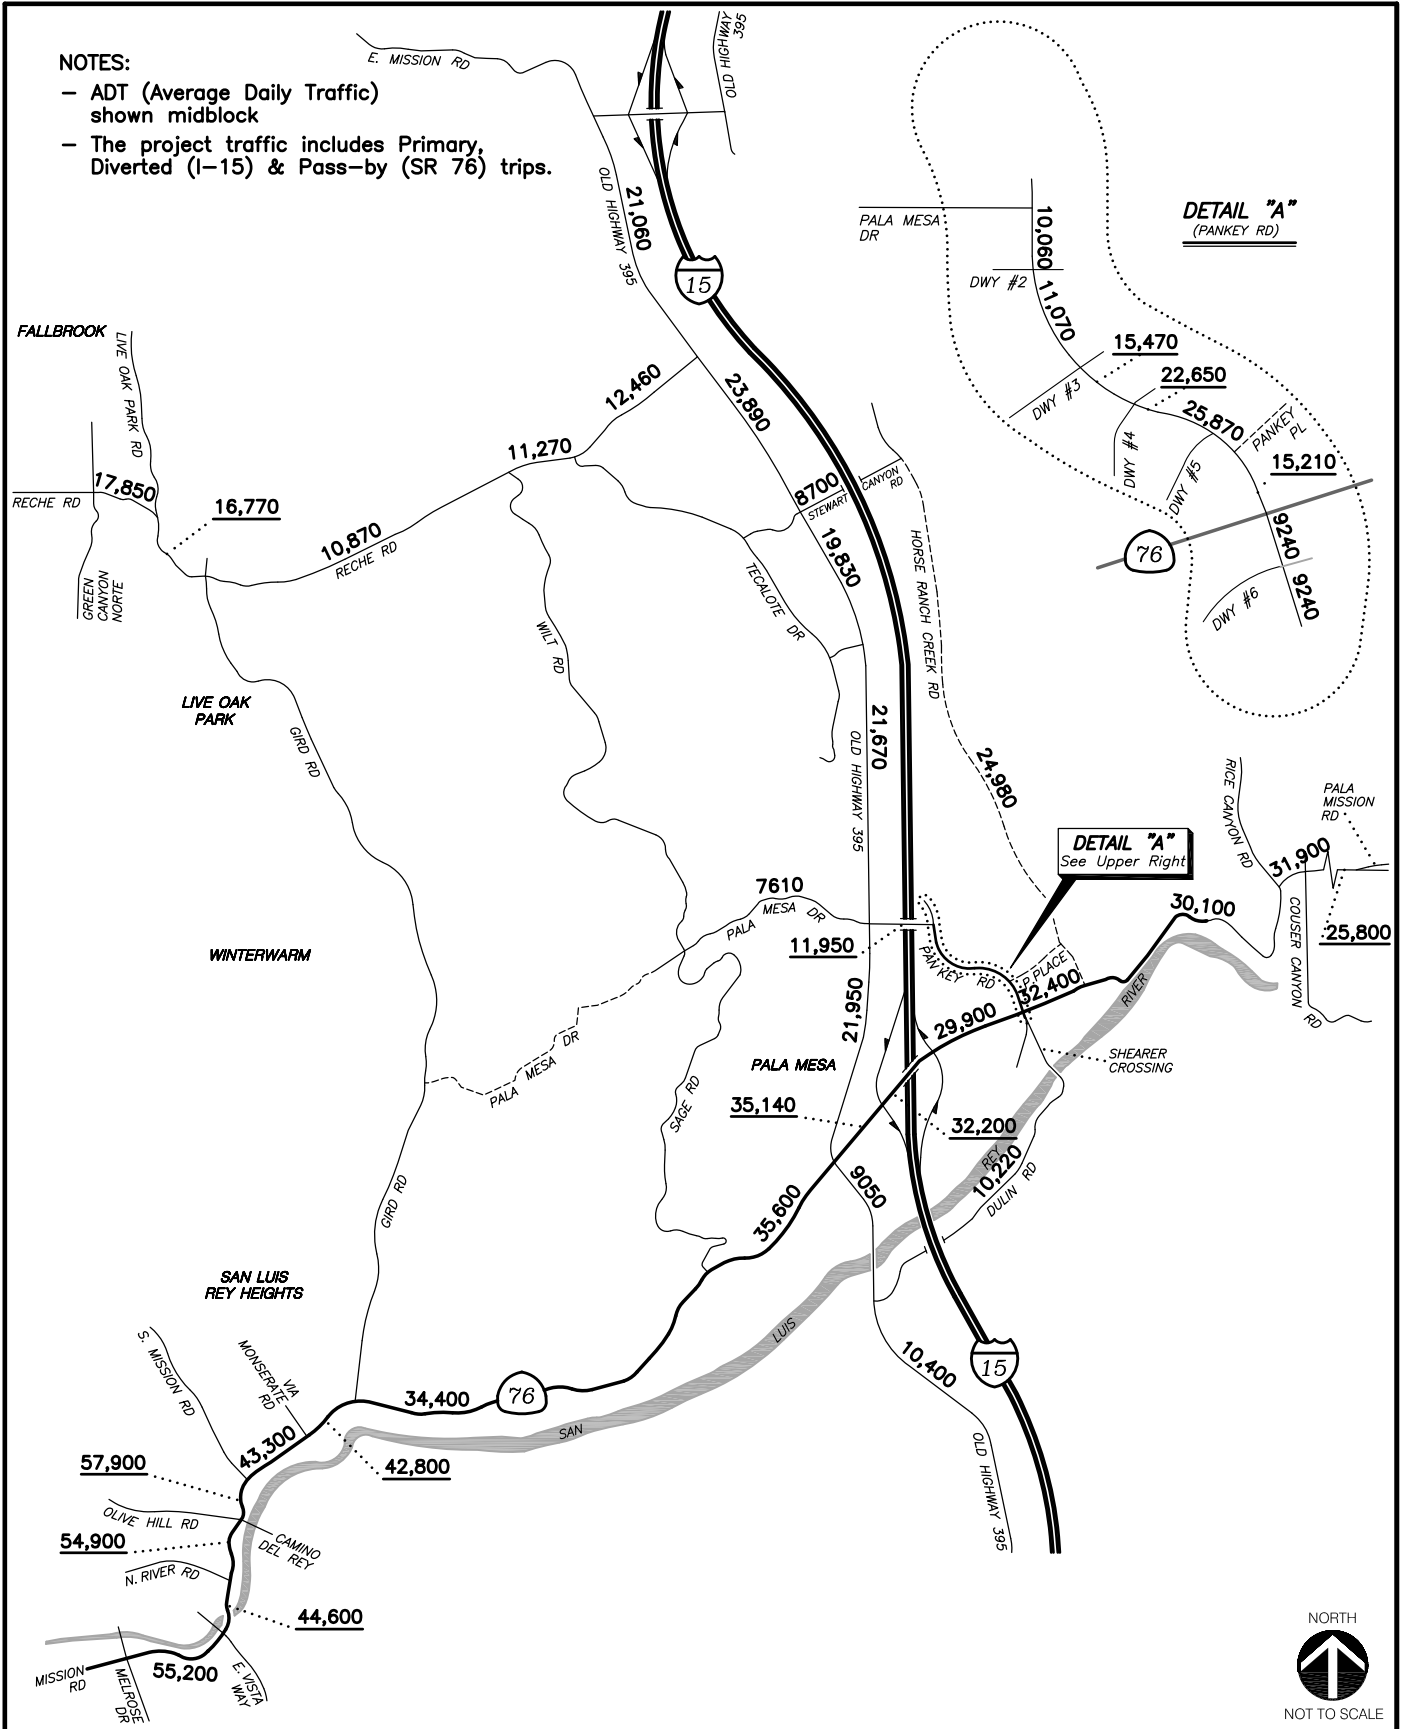 NOTES:
– ADT (Average Daily Traffic)
shown midblock
– The project traffic includes Primary,
Diverted (I–15) & Pass–by (SR 76) trips.
E. MISSION RD
OLD HIGHWAY
395
OLD HIGHWAY 395
21,060
15
DETAIL "A"
(PANKEY RD)
PALA MESA
DR
10,060
DWY #2
11,070
15,470
DWY #3
22,650
DWY #4
25,870
DWY #5
PANKEY
PL
15,210
9240
76
DWY #6
9240
FALLBROOK
LIVE OAK
PARK RD
12,460
23,890
11,270
17,850
RECHE RD
16,770
10,870
RECHE RD
8700
STEWART
CANYON
RD
19,830
GREEN
CANYON
NORTE
TECALOTE DR
HORSE RANCH CREEK RD
WILT RD
LIVE OAK
PARK
GIRD RD
21,670
OLD HIGHWAY 395
24,980
RICE CANYON RD
PALA
MISSION
RD
DETAIL "A"
See Upper Right
31,900
7610
PALA MESA DR
30,100
COUSER CANYON RD
25,800
WINTERWARM
11,950
PANKEY RD
P. PLACE
32,400
RIVER
21,950
29,900
PALA MESA
SHEARER
CROSSING
PALA MESA DR
SAGE RD
35,140
32,200
REY
10,220
DULIN RD
9050
35,600
GIRD RD
SAN LUIS
REY HEIGHTS
LUIS
S. MISSION RD
VIA
MONSERATE
RD
15
10,400
76
34,400
SAN
OLD HIGHWAY 395
43,300
57,900
42,800
OLIVE HILL RD
54,900
CAMINO
DEL REY
N. RIVER RD
44,600
MISSION
RD
55,200
MELROSE
DR
E. VISTA
WAY
NORTH
NOT TO SCALE